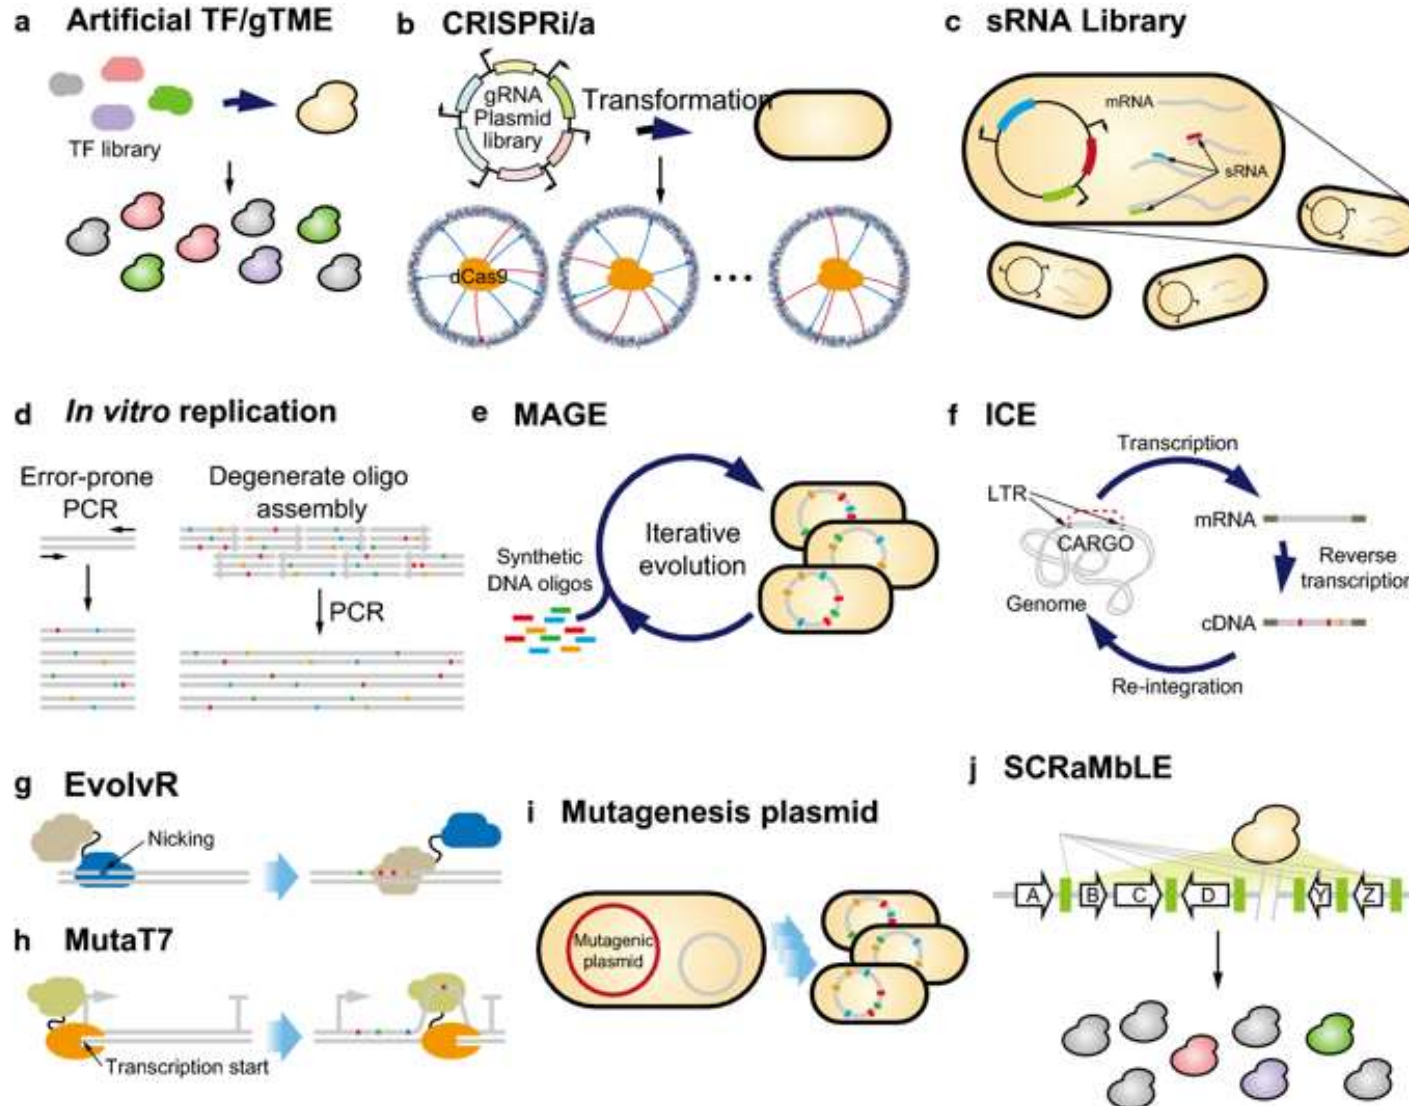 a Artificial TF/gTME
TF library
b CRISPRi/a
gRNA
Plasmid
library
Transformation
dCas9
...
c sRNA Library
mRNA
sRNA
d In vitro replication
Error-prone
PCR
Degenerate oligo
assembly
PCR
e MAGE
Synthetic
DNA oligos
Iterative
evolution
f ICE
Transcription
LTR
CARGO
Genome
mRNA
Reverse
transcription
cDNA
Re-integration
g EvolvR
Nicking
h MutaT7
Transcription start
i Mutagenesis plasmid
Mutagenic
plasmid
j SCRaMbLE
A B C D Y Z